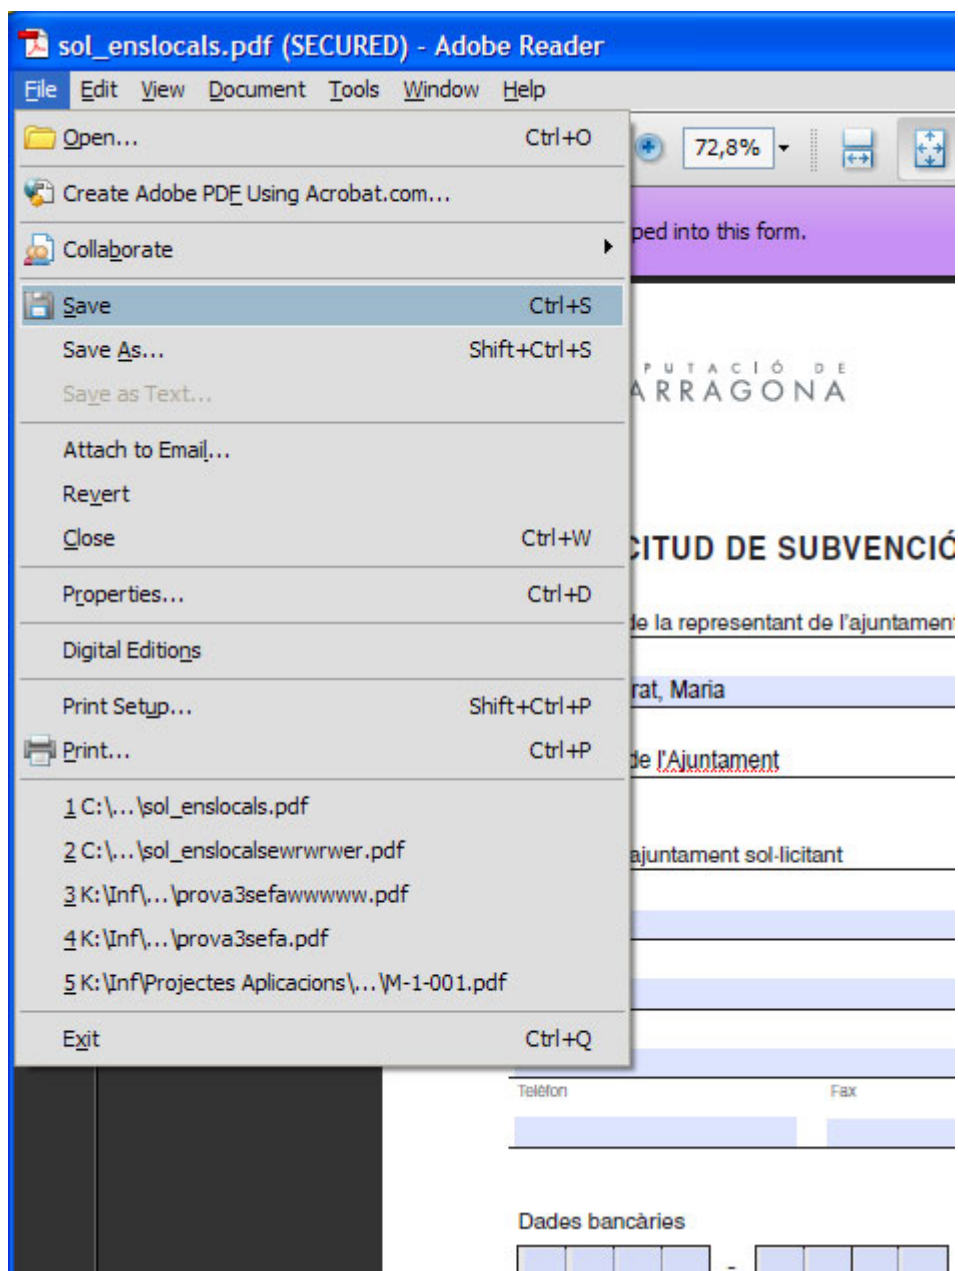 sol_enslocals.pdf (SECURED) - Adobe Reader
File Edit View Document Tools Window Help
Open... Ctrl+O
72,8%
Create Adobe PDF Using Acrobat.com...
ped into this form.
Collaborate
Save Ctrl+S
Save As... Shift+Ctrl+S
PUTACIÓ DE
ARRAGONA
Save as Text...
Attach to Email...
Revert
Close Ctrl+W
CITUD DE SUBVENCIÓ
Properties... Ctrl+D
de la representant de l'ajuntament
Digital Editions
rat, Maria
Print Setup... Shift+Ctrl+P
Print... Ctrl+P
de l'Ajuntament
1 C:\...\sol_enslocals.pdf
2 C:\...\sol_enslocalsewrwrwer.pdf
ajuntament sol·licitant
3 K:\Inf\...\prova3sefawwwww.pdf
4 K:\Inf\...\prova3sefa.pdf
5 K:\Inf\Projectes Aplicacions\...\M-1-001.pdf
Exit Ctrl+Q
Telèfon Fax
Dades bancàries
-